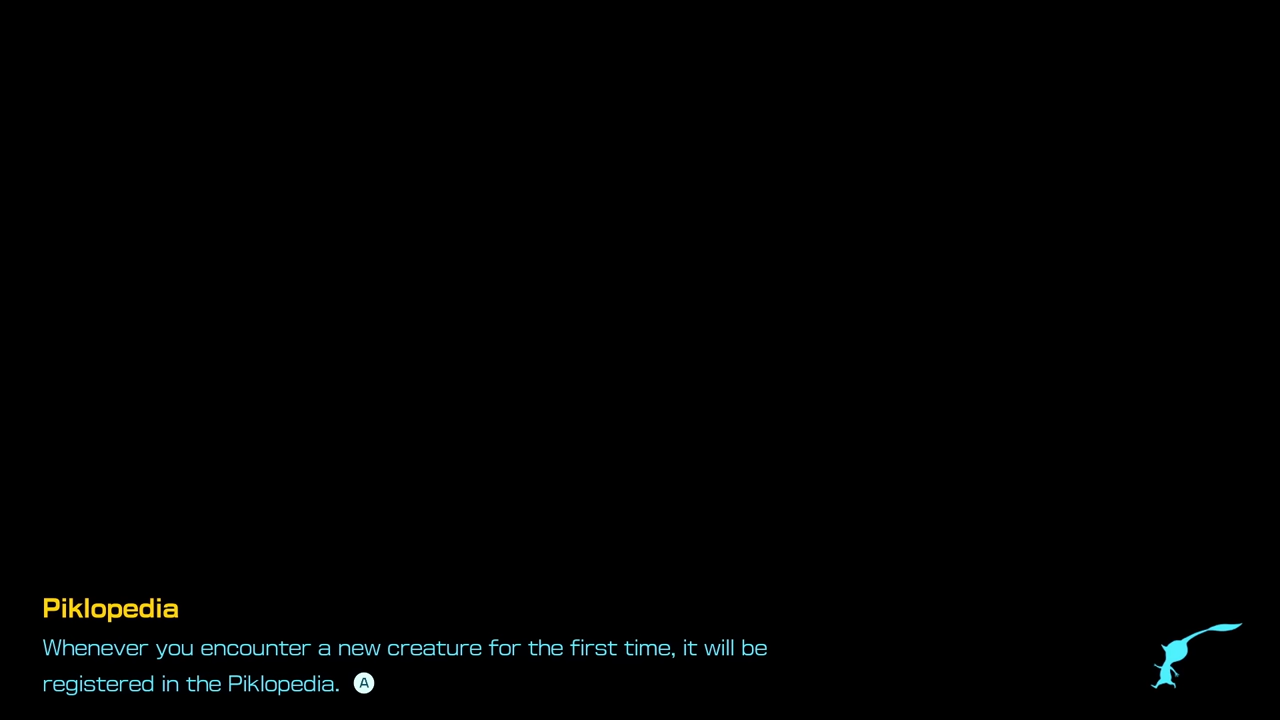 Piklopedia
Whenever you encounter a new creature for the first time, it will be
registered in the Piklopedia. A